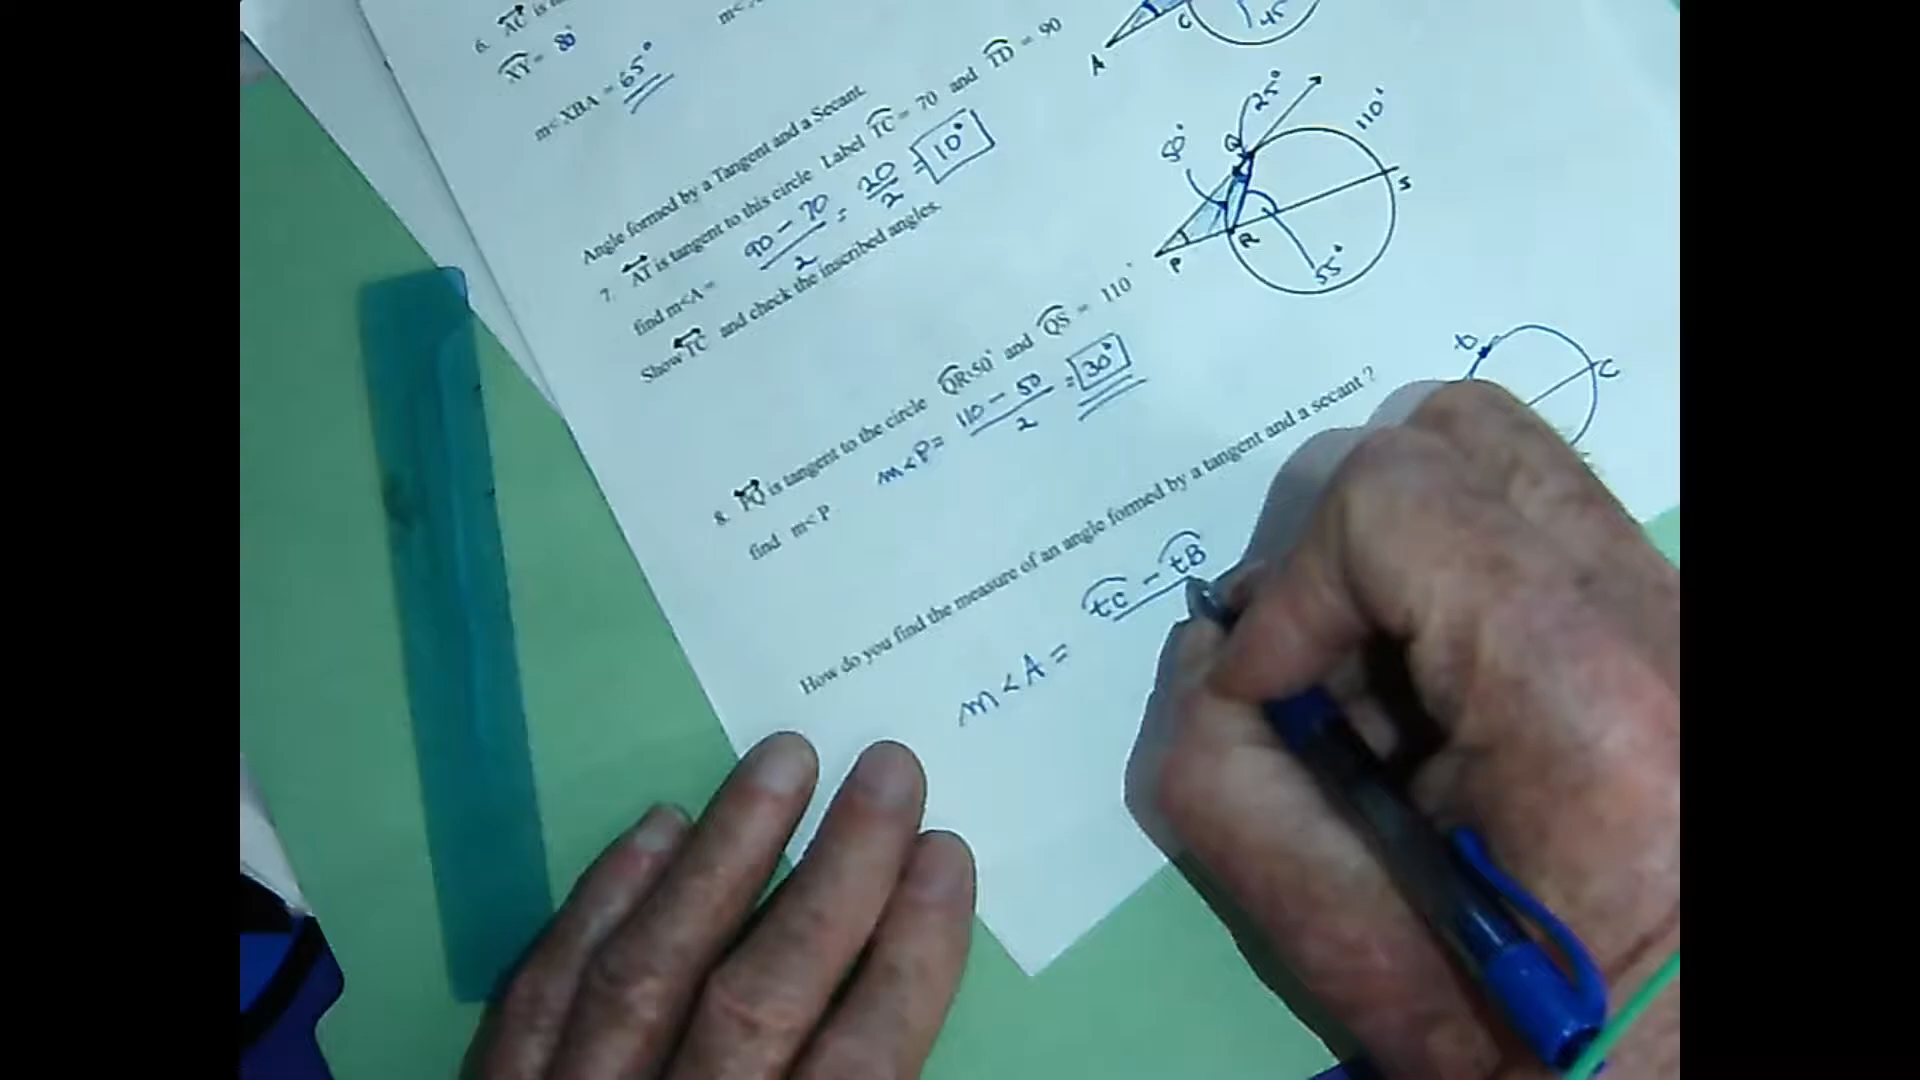 6. AC is
m<
XY = 80°
m< XBA = 65°
Angle formed by a Tangent and a Secant.
7. AT is tangent to this circle Label TC = 70 and TD = 90
find m<A = 90 - 70 / 2 = 20 / 2 = 10°
Show TC and check the inscribed angles.
8. PQ is tangent to the circle QR=50° and QS = 110°
find m< P
m<P = 110 - 50 / 2 = 30°
How do you find the measure of an angle formed by a tangent and a secant ?
m<A = tC - tB
A C 45
50° Q 25° 110° S
P R 55°
t C